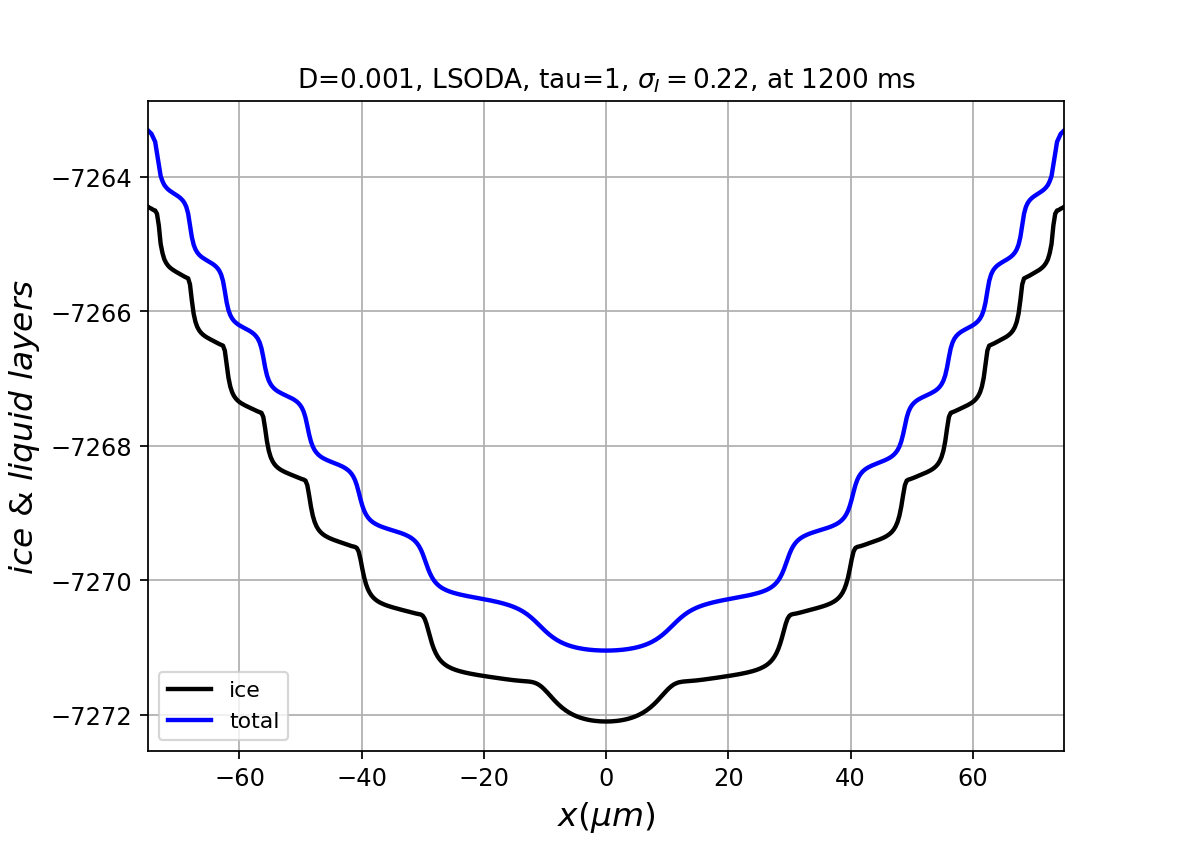 D=0.001, LSODA, tau=1, σ_I = 0.22, at 1200 ms
ice & liquid layers
−7264
−7266
−7268
−7270
−7272
ice
total
−60
−40
−20
0
20
40
60
x(μm)